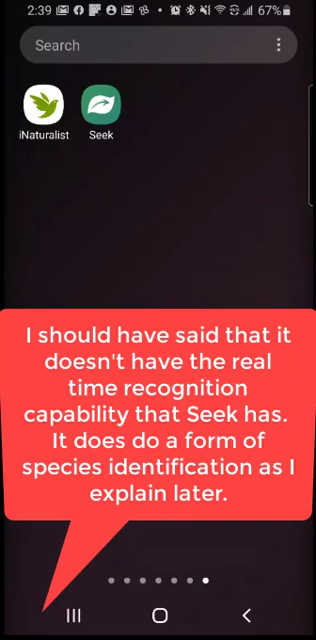 2:39 67%
Search
iNaturalist Seek
I should have said that it
doesn't have the real
time recognition
capability that Seek has.
It does do a form of
species identification as I
explain later.